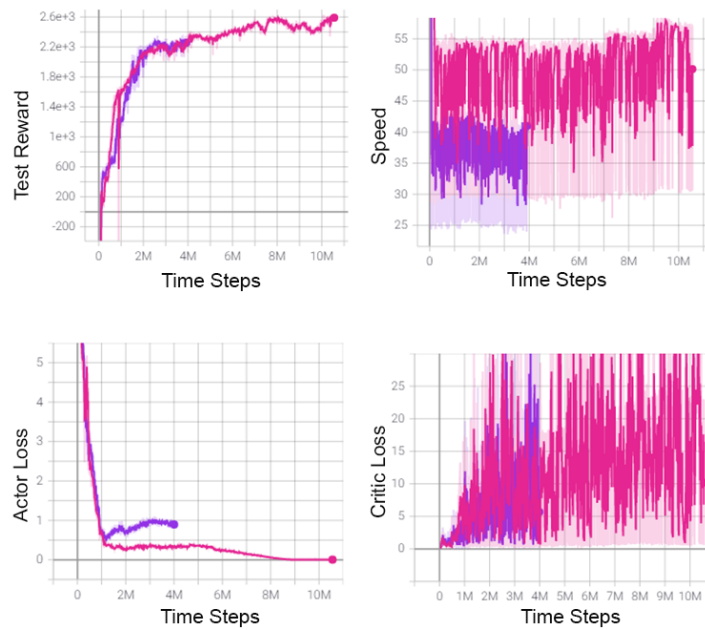 2.6e+3
2.2e+3
1.8e+3
1.4e+3
1e+3
600
200
-200
Test Reward
0 2M 4M 6M 8M 10M
Time Steps
55
50
45
40
35
30
25
Speed
0 2M 4M 6M 8M 10M
Time Steps
5
4
3
2
1
0
Actor Loss
0 2M 4M 6M 8M 10M
Time Steps
25
20
15
10
5
0
Critic Loss
0 1M 2M 3M 4M 5M 6M 7M 8M 9M 10M
Time Steps